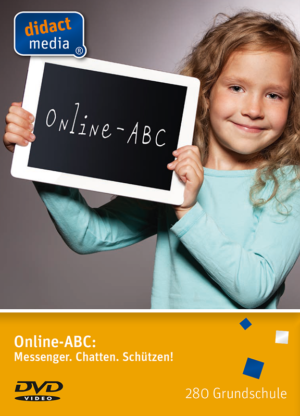 didact
media ®
Online-ABC
Online-ABC:
Messenger. Chatten. Schützen!
DVD
VIDEO
280 Grundschule